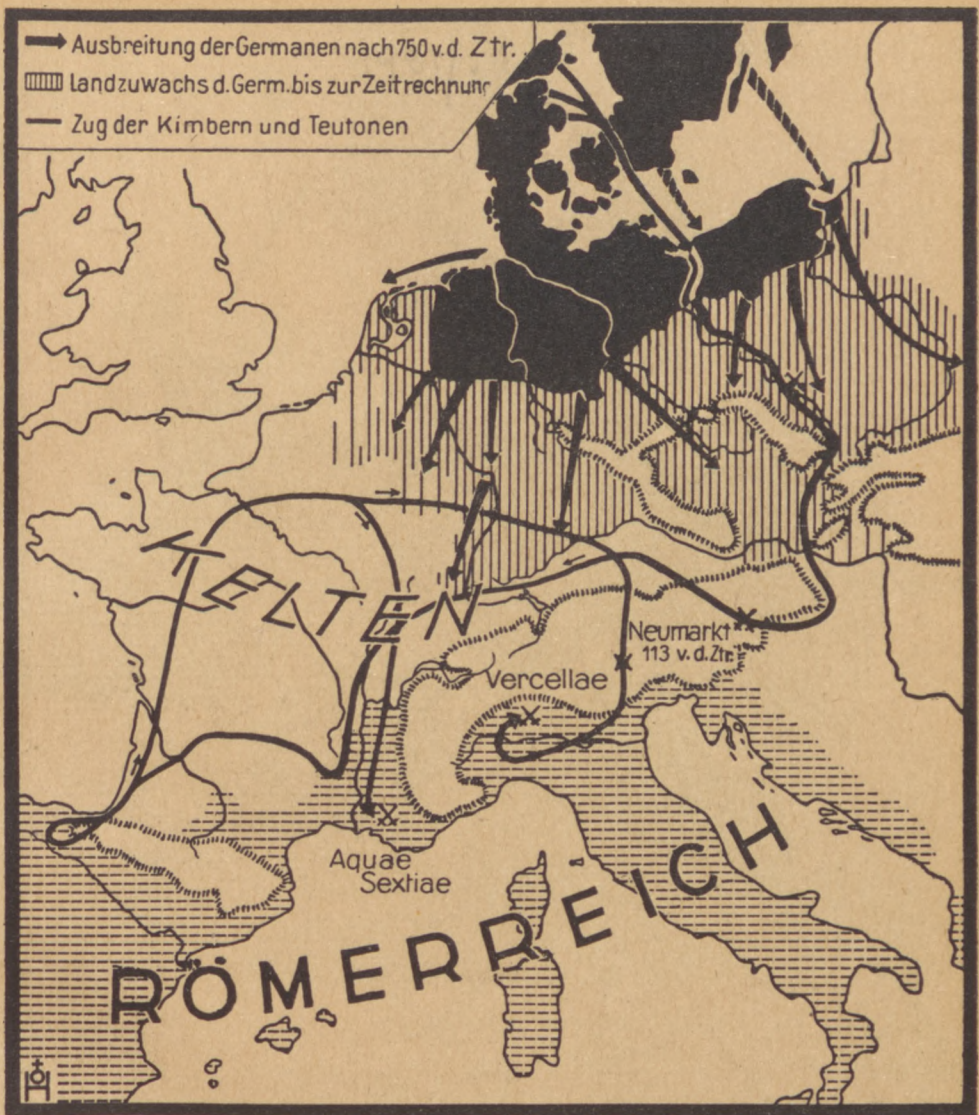 Ausbreitung der Germanen nach 750 v. d. Ztr.
Landzuwachs d. Germ. bis zur Zeitrechnung
Zug der Kimbern und Teutonen
KELTEN
Neumarkt
113 v. d. Ztr.
Vercellae
Aquae
Sextiae
RÖMERREICH